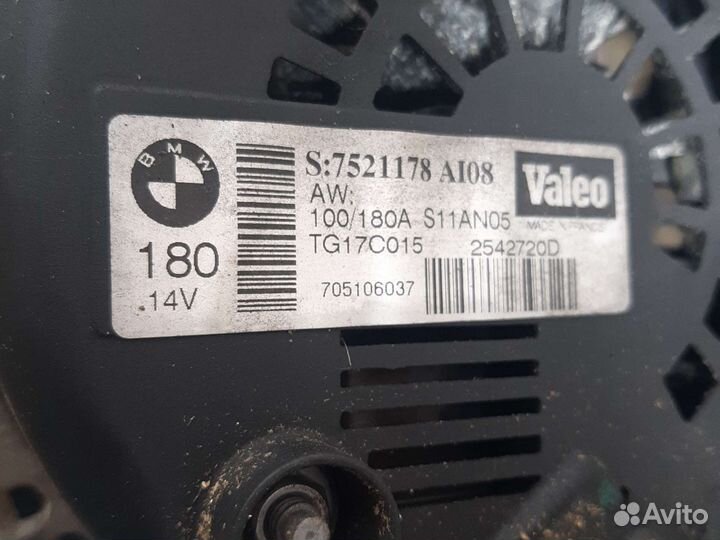 BMW
S:7521178 AI08
Valeo
MADE IN FRANCE
AW:
100/180A S11AN05
180
TG17C015 2542720D
.14V
705106037
Avito